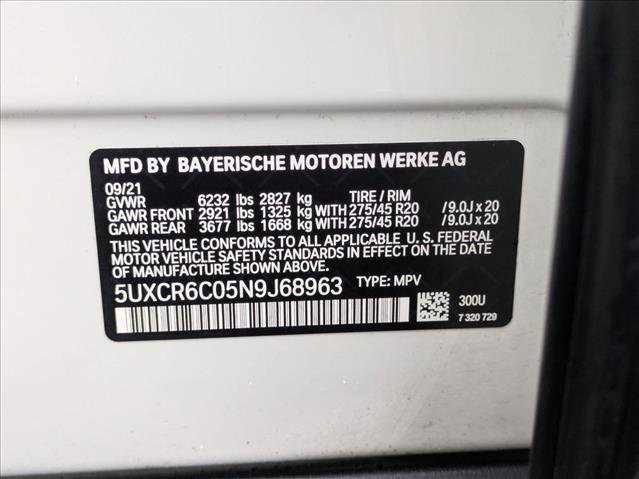 MFD BY BAYERISCHE MOTOREN WERKE AG
09/21
GVWR 6232 lbs 2827 kg TIRE / RIM
GAWR FRONT 2921 lbs 1325 kg WITH 275/45 R20 /9.0J x 20
GAWR REAR 3677 lbs 1668 kg WITH 275/45 R20 /9.0J x 20
THIS VEHICLE CONFORMS TO ALL APPLICABLE U. S. FEDERAL
MOTOR VEHICLE SAFETY STANDARDS IN EFFECT ON THE DATE
OF MANUFACTURE SHOWN ABOVE.
5UXCR6C05N9J68963 TYPE: MPV
300U
7 320 729